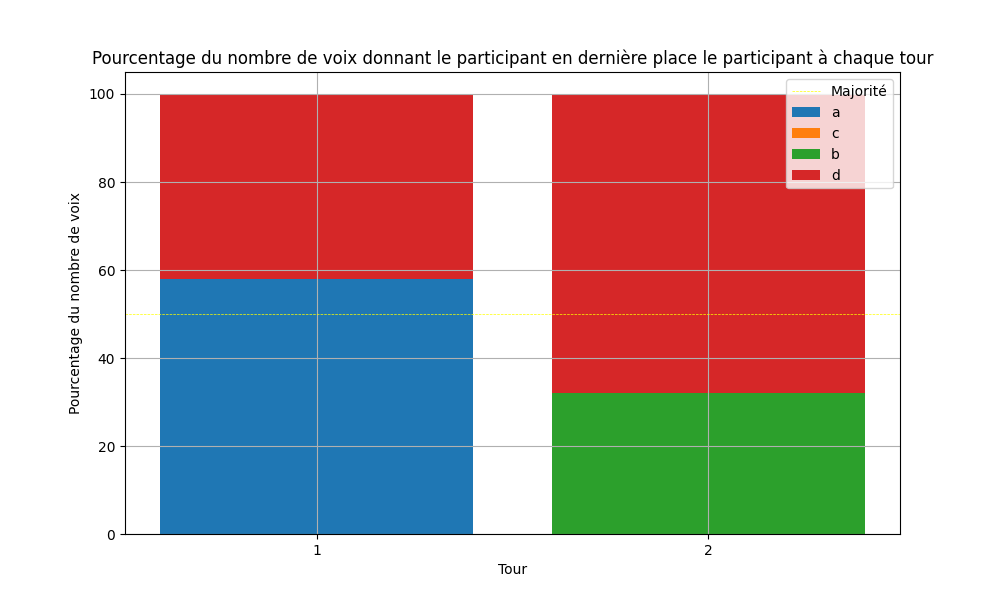 Pourcentage du nombre de voix donnant le participant en dernière place le participant à chaque tour
Pourcentage du nombre de voix
100
80
60
40
20
0
1
2
Tour
Majorité
a
c
b
d